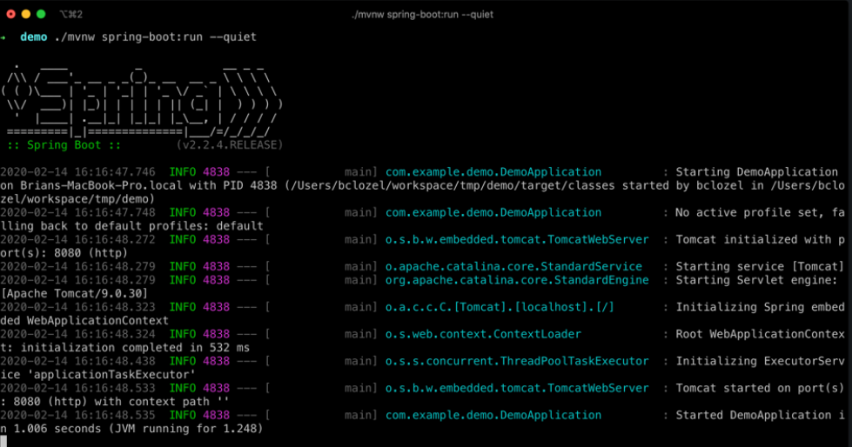 ⌥⌘2 ./mvnw spring-boot:run --quiet
→ demo ./mvnw spring-boot:run --quiet
Spring
:: Spring Boot :: (v2.2.4.RELEASE)
2020-02-14 16:16:47.746 INFO 4838 --- [ main] com.example.demo.DemoApplication : Starting DemoApplication
on Brians-MacBook-Pro.local with PID 4838 (/Users/bclozel/workspace/tmp/demo/target/classes started by bclozel in /Users/bclo
zel/workspace/tmp/demo)
2020-02-14 16:16:47.748 INFO 4838 --- [ main] com.example.demo.DemoApplication : No active profile set, fa
lling back to default profiles: default
2020-02-14 16:16:48.272 INFO 4838 --- [ main] o.s.b.w.embedded.tomcat.TomcatWebServer : Tomcat initialized with p
ort(s): 8080 (http)
2020-02-14 16:16:48.279 INFO 4838 --- [ main] o.apache.catalina.core.StandardService : Starting service [Tomcat]
2020-02-14 16:16:48.279 INFO 4838 --- [ main] org.apache.catalina.core.StandardEngine : Starting Servlet engine:
[Apache Tomcat/9.0.30]
2020-02-14 16:16:48.323 INFO 4838 --- [ main] o.a.c.c.C.[Tomcat].[localhost].[/] : Initializing Spring embed
ded WebApplicationContext
2020-02-14 16:16:48.324 INFO 4838 --- [ main] o.s.web.context.ContextLoader : Root WebApplicationContex
t: initialization completed in 532 ms
2020-02-14 16:16:48.438 INFO 4838 --- [ main] o.s.s.concurrent.ThreadPoolTaskExecutor : Initializing ExecutorServ
ice 'applicationTaskExecutor'
2020-02-14 16:16:48.533 INFO 4838 --- [ main] o.s.b.w.embedded.tomcat.TomcatWebServer : Tomcat started on port(s)
: 8080 (http) with context path ''
2020-02-14 16:16:48.535 INFO 4838 --- [ main] com.example.demo.DemoApplication : Started DemoApplication i
n 1.006 seconds (JVM running for 1.248)